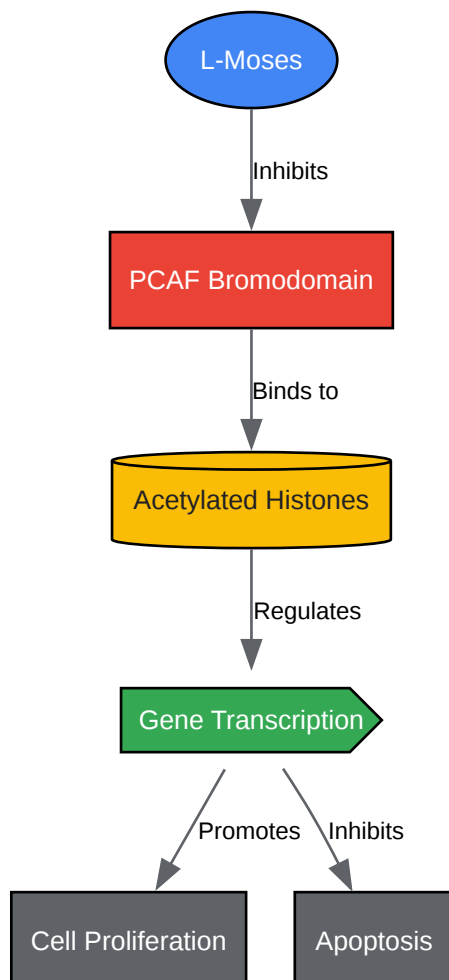 L-Moses
Inhibits
PCAF Bromodomain
Binds to
Acetylated Histones
Regulates
Gene Transcription
Promotes
Inhibits
Cell Proliferation
Apoptosis